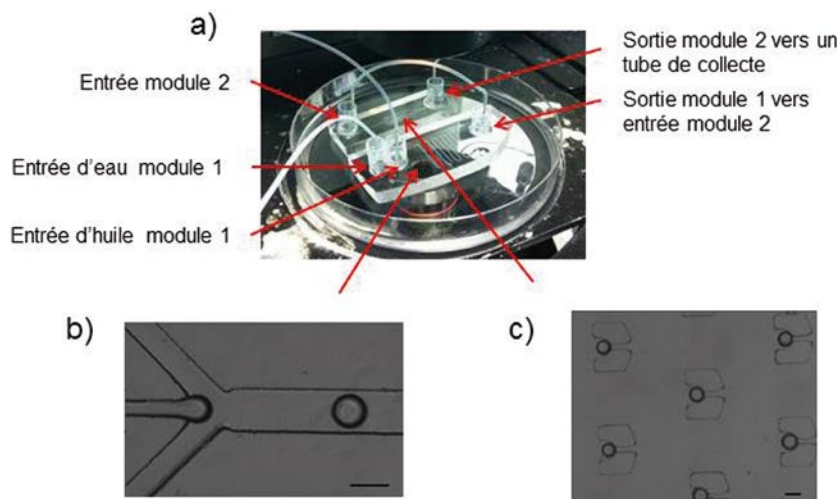 a)
Entrée module 2
Entrée d'eau module 1
Entrée d'huile module 1
Sortie module 2 vers un
tube de collecte
Sortie module 1 vers
entrée module 2
b)
c)